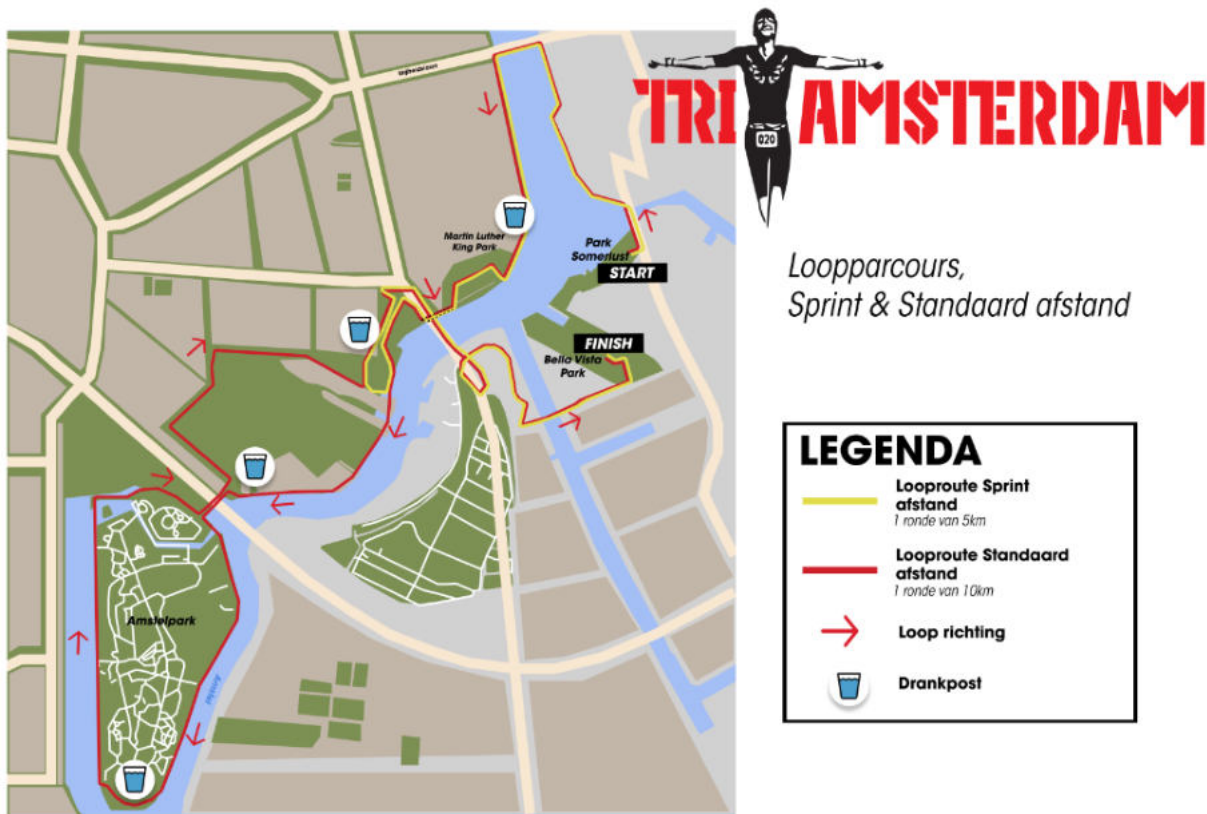 TRI AMSTERDAM
020
Loopparcours,
Sprint & Standaard afstand
Martin Luther
King Park
Park
Somerlust
START
FINISH
Bella Vista
Park
Amstelpark
Amstel
LEGENDA
Looproute Sprint
afstand
1 ronde van 5km
Looproute Standaard
afstand
1 ronde van 10km
Loop richting
Drankpost